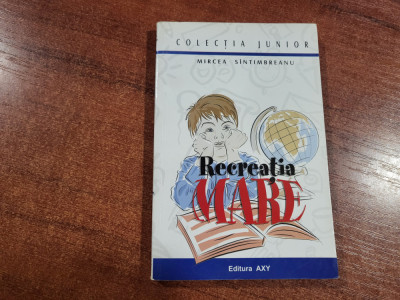 COLECȚIA JUNIOR
MIRCEA SÎNTIMBREANU
Recreația
MARE
Editura AXY